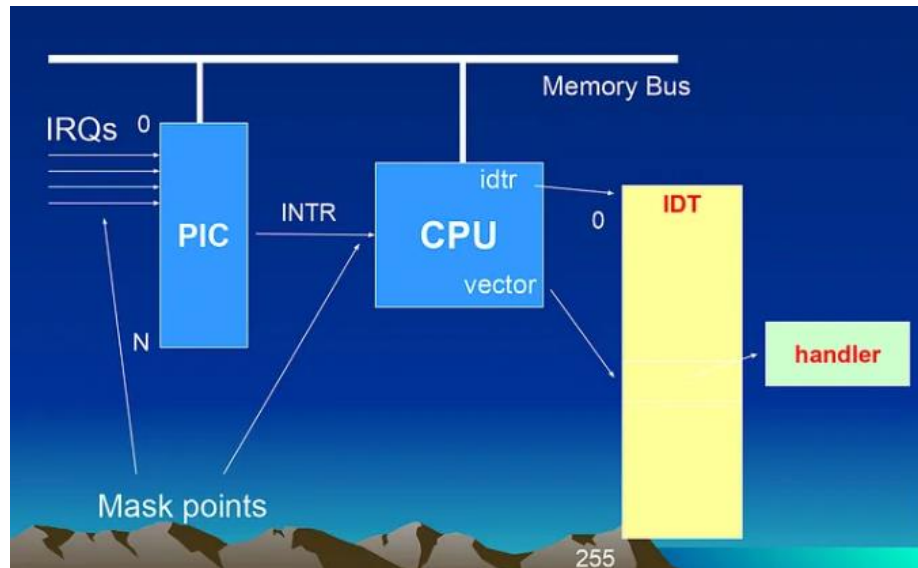 Memory Bus
IRQs
0
PIC
N
INTR
idtr
CPU
vector
0
IDT
255
handler
Mask points